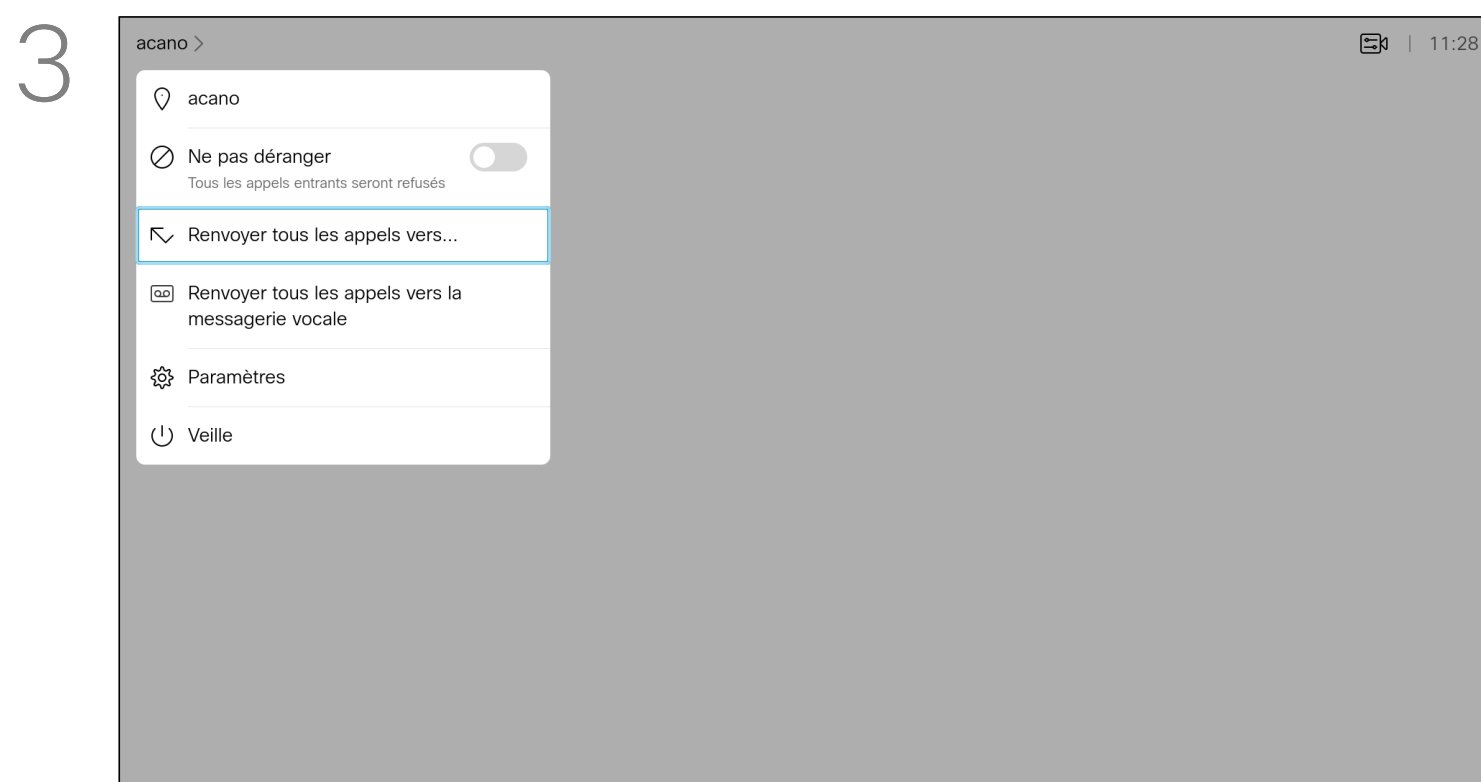 3
acano
11:28
acano
Ne pas déranger
Tous les appels entrants seront refusés
Renvoyer tous les appels vers...
Renvoyer tous les appels vers la
messagerie vocale
Paramètres
Veille